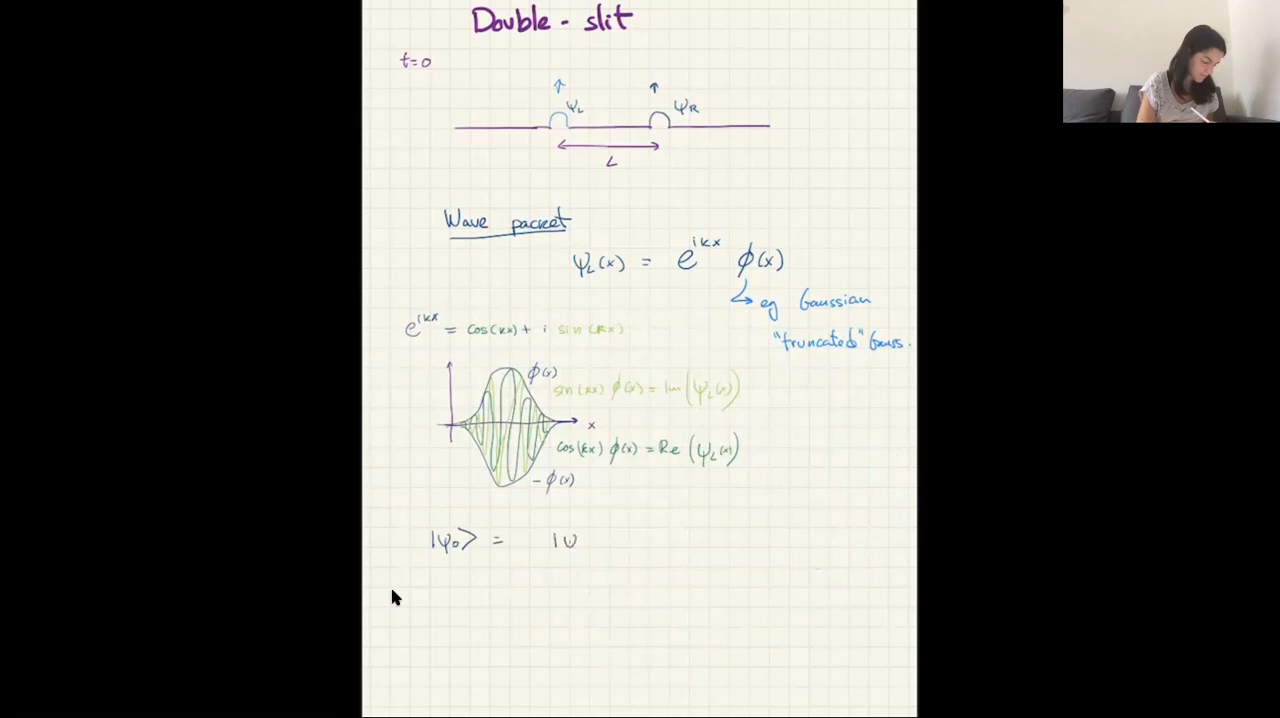 Double - slit
t=0
ψL ψR
L
Wave packet
ψL(x) = e^ikx ϕ(x)
eg Gaussian
"truncated" Gauss.
e^ikx = cos(kx) + i sin(kx)
ϕ(x)
sin(kx) ϕ(x) = Im (ψL(x))
x
cos(kx) ϕ(x) = Re (ψL(x))
-ϕ(x)
|ψ0> = |υ